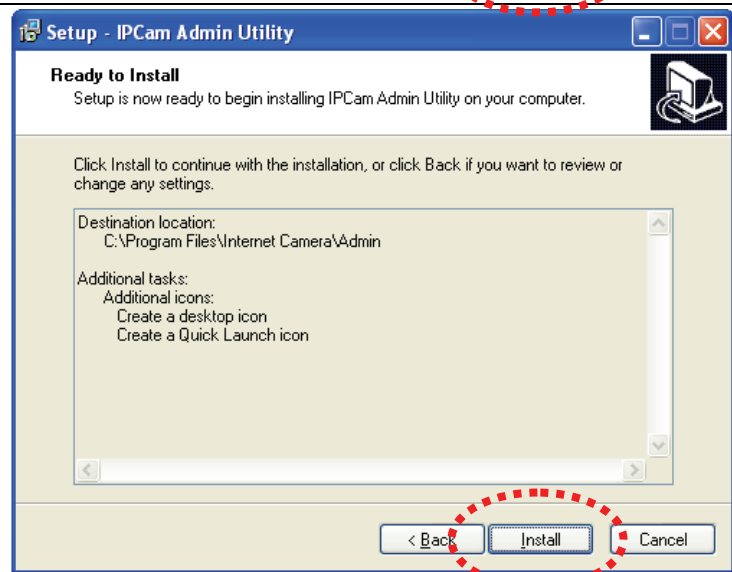 Setup - IPCam Admin Utility
Ready to Install
Setup is now ready to begin installing IPCam Admin Utility on your computer.
Click Install to continue with the installation, or click Back if you want to review or
change any settings.
Destination location:
C:\Program Files\Internet Camera\Admin
Additional tasks:
Additional icons:
Create a desktop icon
Create a Quick Launch icon
< Back Install Cancel